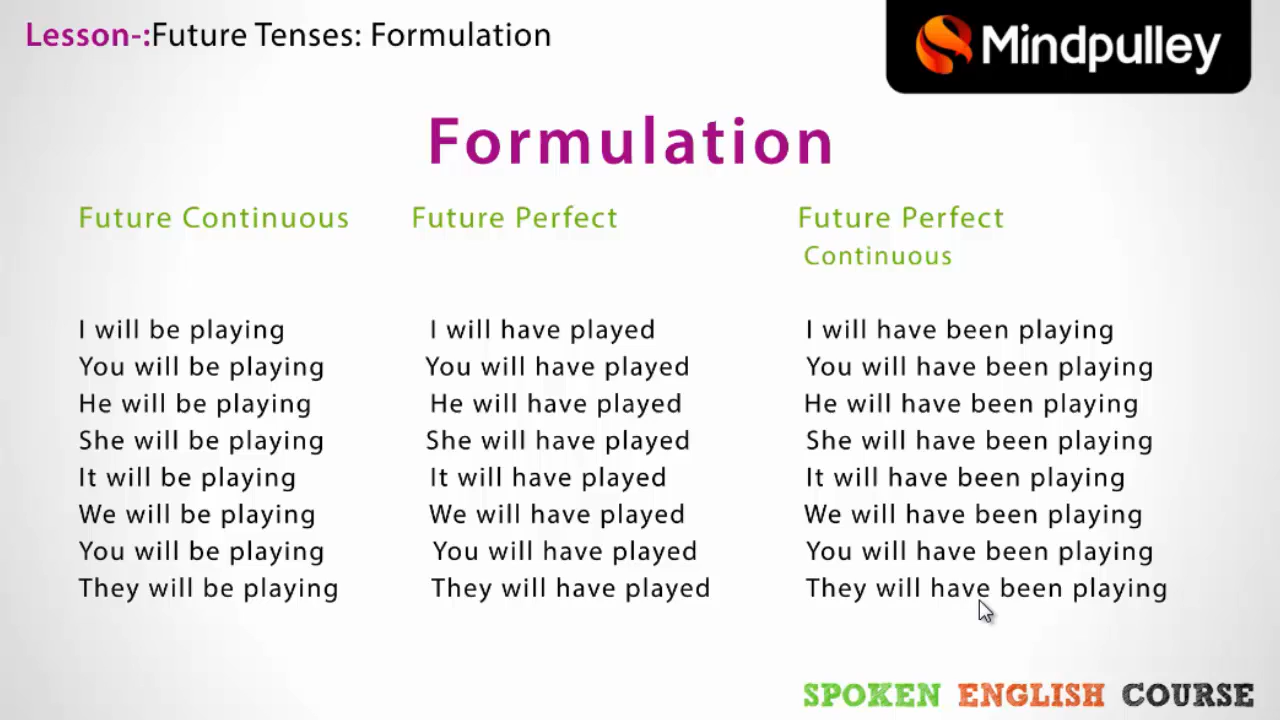 Lesson-:Future Tenses: Formulation
Mindpulley
Formulation
Future Continuous
I will be playing
You will be playing
He will be playing
She will be playing
It will be playing
We will be playing
You will be playing
They will be playing
Future Perfect
I will have played
You will have played
He will have played
She will have played
It will have played
We will have played
You will have played
They will have played
Future Perfect
Continuous
I will have been playing
You will have been playing
He will have been playing
She will have been playing
It will have been playing
We will have been playing
You will have been playing
They will have been playing
SPOKEN ENGLISH COURSE